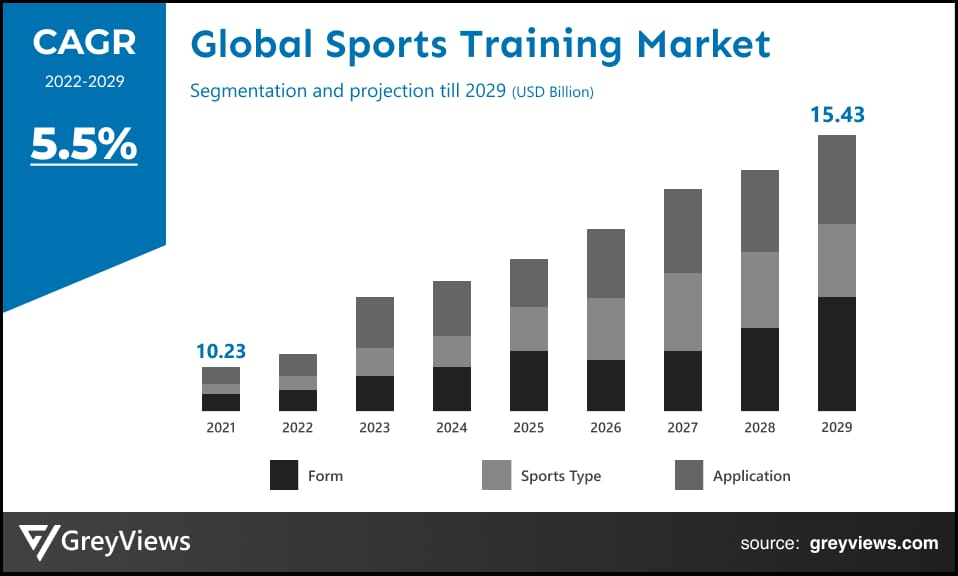 CAGR
2022-2029
5.5%
Global Sports Training Market
Segmentation and projection till 2029 (USD Billion)
15.43
10.23
2021 2022 2023 2024 2025 2026 2027 2028 2029
Form Sports Type Application
GreyViews
source: greyviews.com